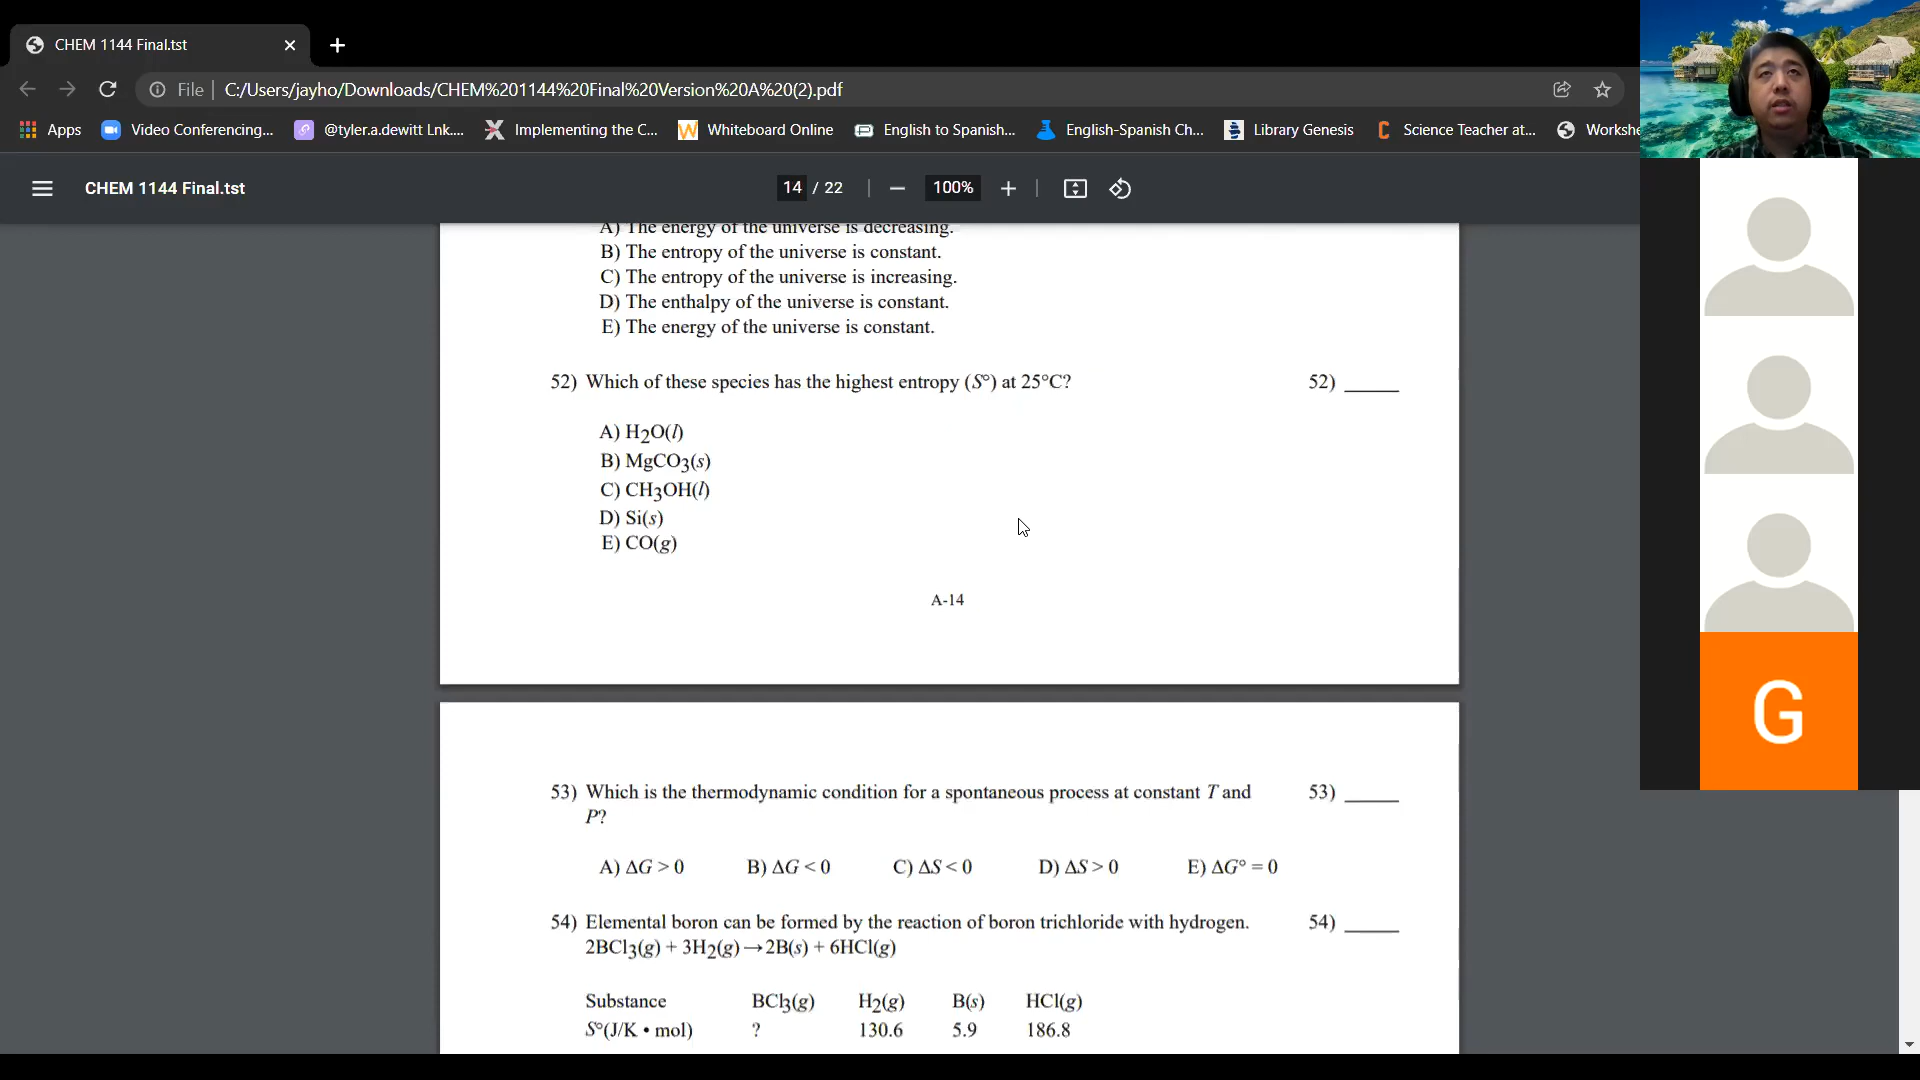 CHEM 1144 Final.tst
File | C:/Users/jayho/Downloads/CHEM%201144%20Final%20Version%20A%20(2).pdf
Apps Video Conferencing... @tyler.a.dewitt Lnk.... Implementing the C... Whiteboard Online English to Spanish... English-Spanish Ch... Library Genesis Science Teacher at... Workshe
CHEM 1144 Final.tst 14 / 22 100%
A) The energy of the universe is decreasing.
B) The entropy of the universe is constant.
C) The entropy of the universe is increasing.
D) The enthalpy of the universe is constant.
E) The energy of the universe is constant.
52) Which of these species has the highest entropy (S°) at 25°C? 52) ______
A) H2O(l)
B) MgCO3(s)
C) CH3OH(l)
D) Si(s)
E) CO(g)
A-14
53) Which is the thermodynamic condition for a spontaneous process at constant T and 53) ______
P?
A) ΔG > 0 B) ΔG < 0 C) ΔS < 0 D) ΔS > 0 E) ΔG° = 0
54) Elemental boron can be formed by the reaction of boron trichloride with hydrogen. 54) ______
2BCl3(g) + 3H2(g) → 2B(s) + 6HCl(g)
Substance BCl3(g) H2(g) B(s) HCl(g)
S°(J/K • mol) ? 130.6 5.9 186.8
G